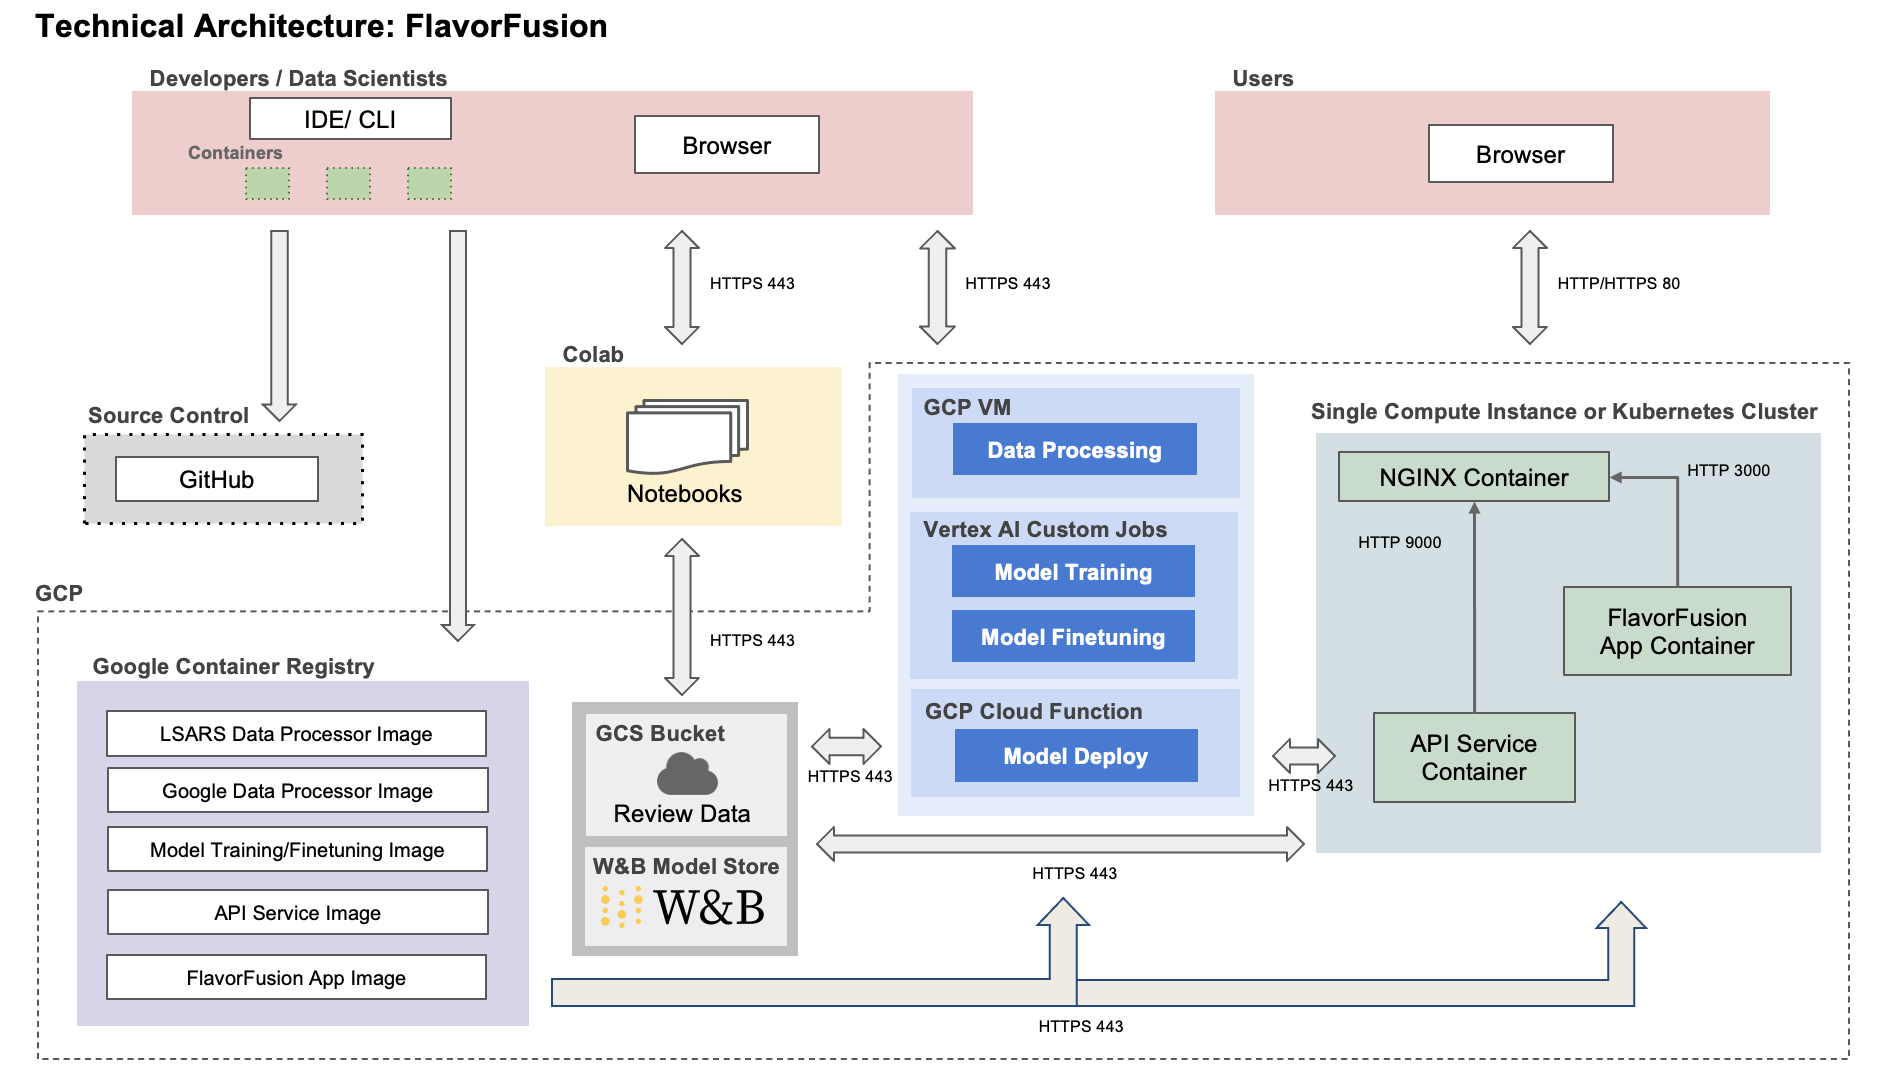 Technical Architecture: FlavorFusion
Developers / Data Scientists
IDE/ CLI
Containers
Browser
Users
Browser
HTTPS 443
HTTPS 443
HTTP/HTTPS 80
Source Control
GitHub
Colab
Notebooks
HTTPS 443
GCP
Google Container Registry
LSARS Data Processor Image
Google Data Processor Image
Model Training/Finetuning Image
API Service Image
FlavorFusion App Image
GCS Bucket
Review Data
W&B Model Store
W&B
HTTPS 443
GCP VM
Data Processing
Vertex AI Custom Jobs
Model Training
Model Finetuning
GCP Cloud Function
Model Deploy
HTTPS 443
HTTPS 443
HTTPS 443
Single Compute Instance or Kubernetes Cluster
NGINX Container
HTTP 3000
HTTP 9000
FlavorFusion
App Container
API Service
Container